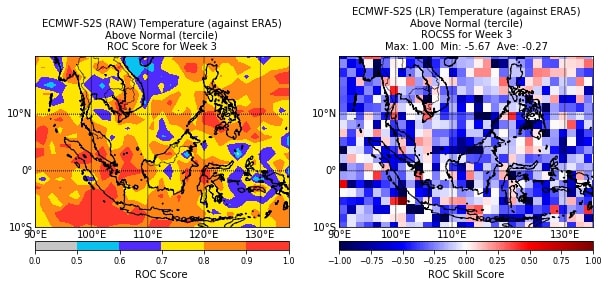 ECMWF-S2S (RAW) Temperature (against ERA5)
Above Normal (tercile)
ROC Score for Week 3
10°N
0°
10°S
90°E 100°E 110°E 120°E 130°E
0.0 0.5 0.6 0.7 0.8 0.9 1.0
ROC Score
ECMWF-S2S (LR) Temperature (against ERA5)
Above Normal (tercile)
ROCSS for Week 3
Max: 1.00 Min: -5.67 Ave: -0.27
10°N
0°
10°S
90°E 100°E 110°E 120°E 130°E
−1.00 −0.75 −0.50 −0.25 0.00 0.25 0.50 0.75 1.00
ROC Skill Score